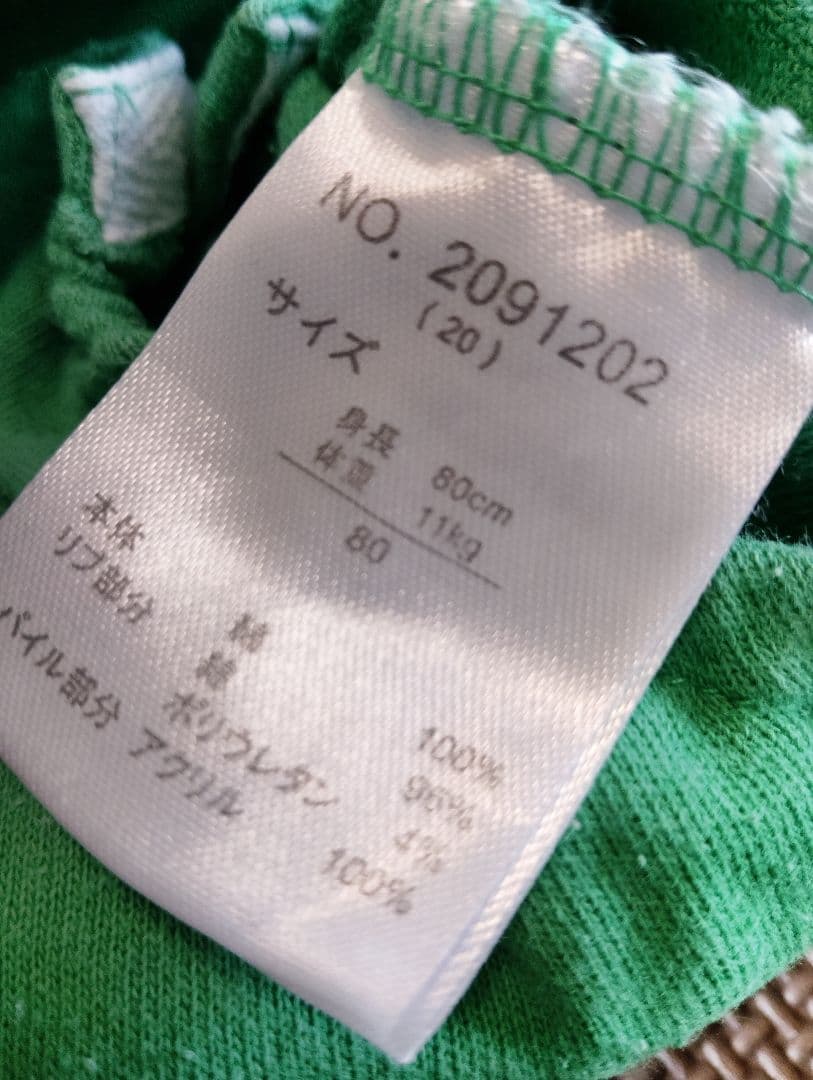 NO. 2091202
(20)
サイズ
身長 80cm
体重 11kg
80
本体 綿 100%
リブ部分 綿 96%
ポリウレタン 4%
パイル部分 アクリル 100%